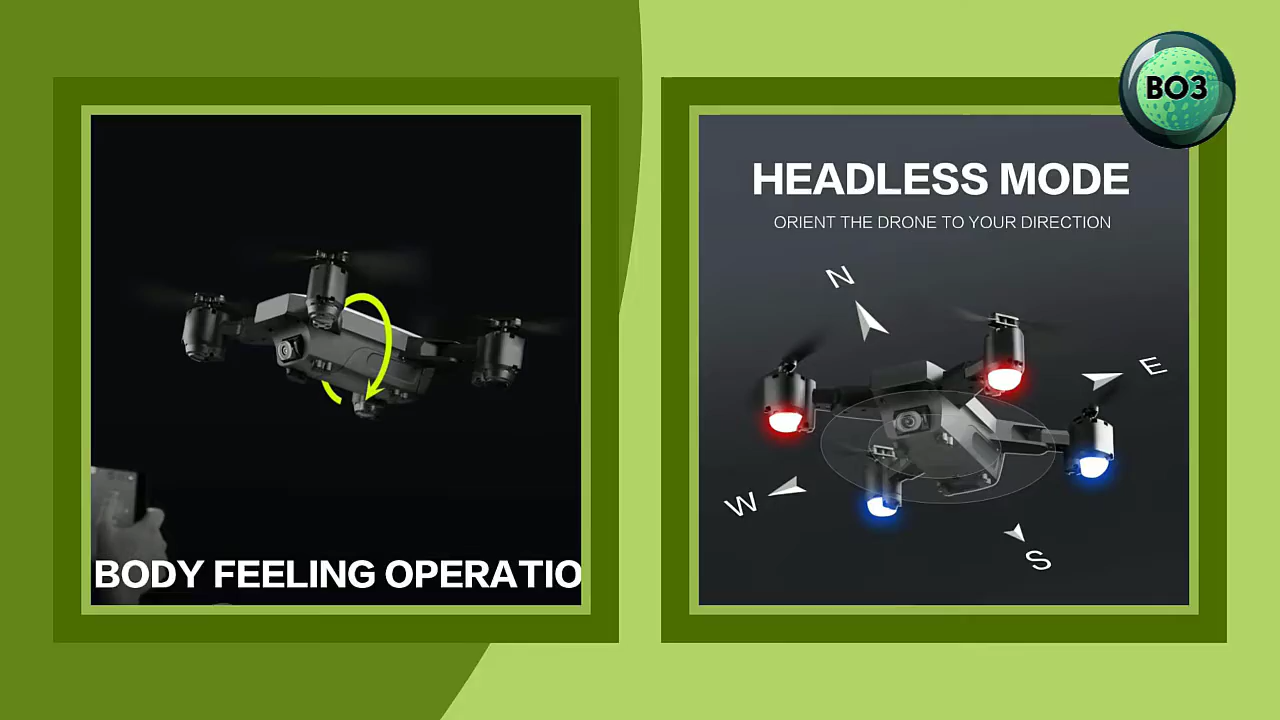 BO3
HEADLESS MODE
ORIENT THE DRONE TO YOUR DIRECTION
N
E
W
S
BODY FEELING OPERATIO